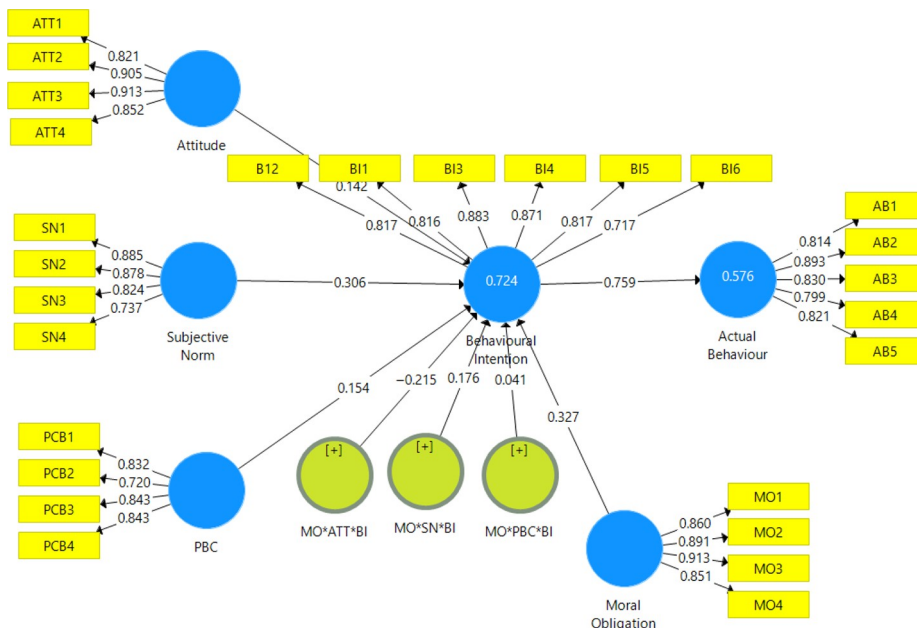 ATT1
ATT2
ATT3
ATT4
0.821
0.905
0.913
0.852
Attitude
0.142
B12
BI1
BI3
BI4
BI5
BI6
0.817
0.816
0.883
0.871
0.817
0.717
SN1
SN2
SN3
SN4
0.885
0.878
0.824
0.737
Subjective
Norm
0.306
0.724
Behavioural
Intention
0.759
0.576
Actual
Behaviour
0.814
0.893
0.830
0.799
0.821
AB1
AB2
AB3
AB4
AB5
PCB1
PCB2
PCB3
PCB4
0.832
0.720
0.843
0.843
PBC
0.154
−0.215
0.176
0.041
0.327
[+]
[+]
[+]
MO*ATT*BI
MO*SN*BI
MO*PBC*BI
Moral
Obligation
0.860
0.891
0.913
0.851
MO1
MO2
MO3
MO4